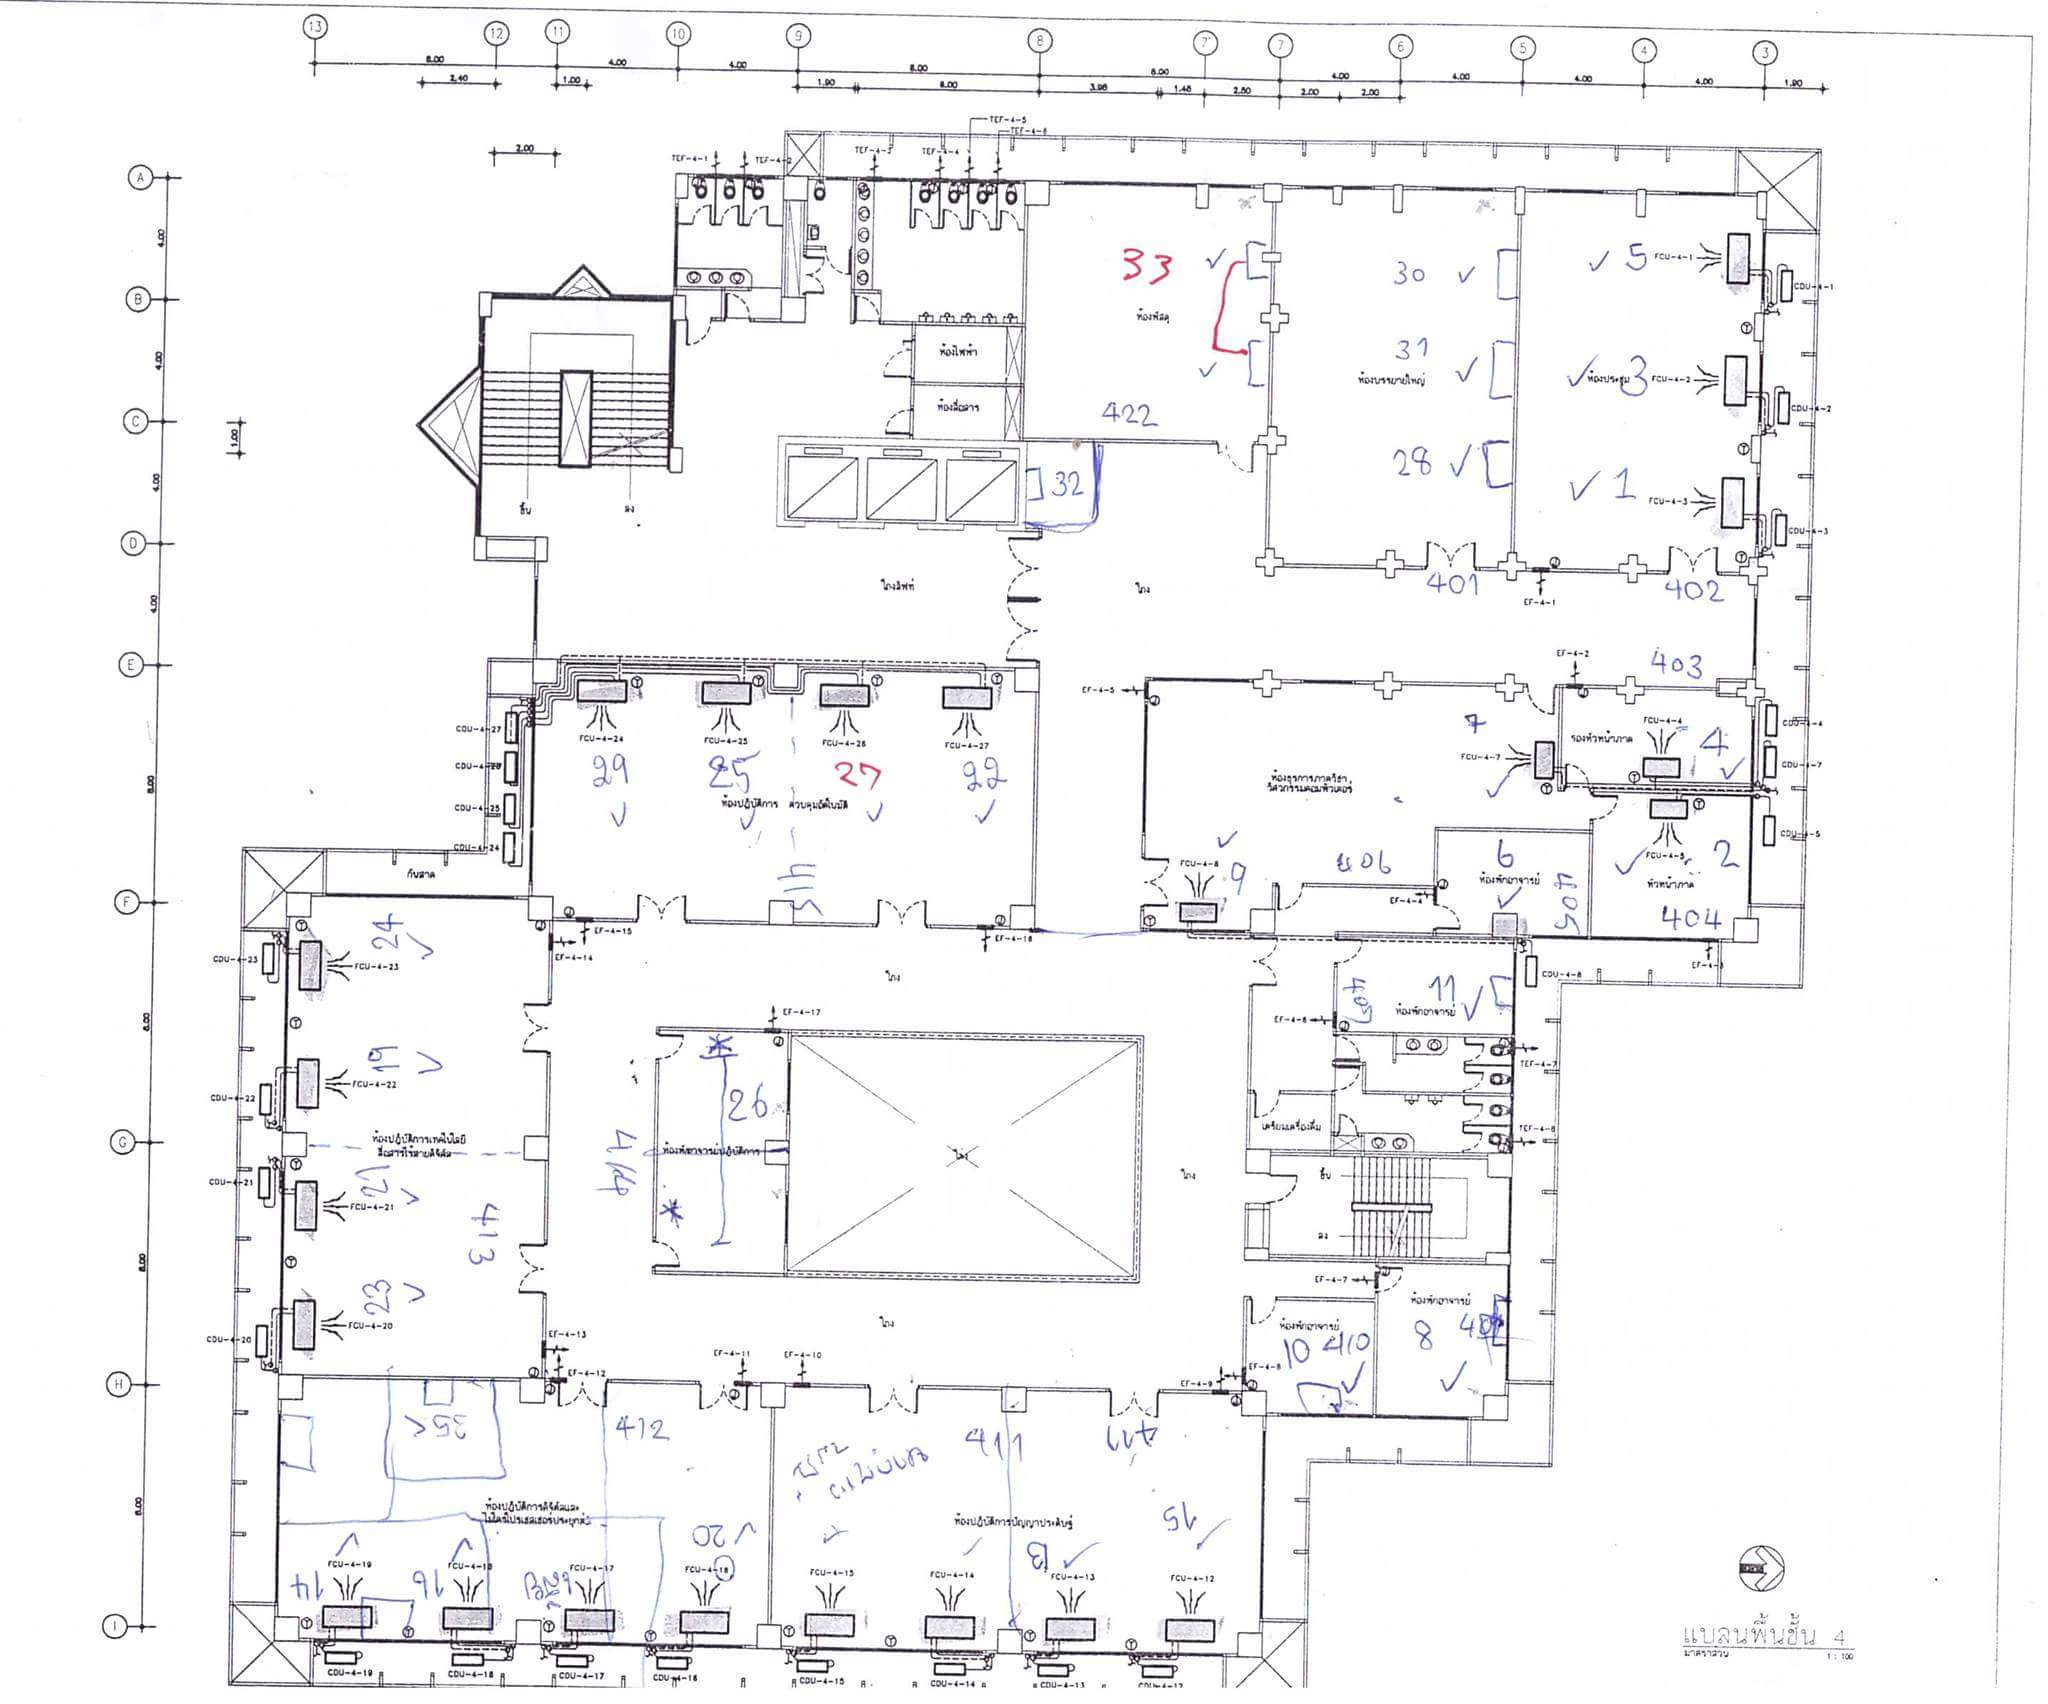 13 12 11 10 9 8 7' 7 6 5 4 3
8.00 4.00 4.00 8.00 8.00 4.00 4.00 4.00 4.00
2.40 1.00 1.90 6.00 3.98 1.48 2.50 2.00 2.00 1.90
TEF-4-5
TEF-4-6
2.00
TEF-4-1 TEF-4-2 TEF-4-3 TEF-4-4
A
4.00
33
30
5
FCU-4-1
CDU-4-1
B
ห้องพัสดุ
ห้องไฟฟ้า
31
ห้องบรรยายใหญ่
ห้องประชุม
3
FCU-4-2
CDU-4-2
4.00
ห้องสื่อสาร
422
C
1.00
28
1
FCU-4-3
CDU-4-3
4.00
32
ขึ้น
ลง
D
โถงลิฟท์
โถง
401
402
EF-4-1
4.00
E
EF-4-2
403
EF-4-5
CDU-4-27
CDU-4-26
CDU-4-25
CDU-4-24
FCU-4-24
FCU-4-25
FCU-4-26
FCU-4-27
29
25
27
22
ห้องปฏิบัติการ ควบคุมอัตโนมัติ
415
7
FCU-4-7
FCU-4-4
รองหัวหน้าภาค
4
CDU-4-4
CDU-4-7
CDU-4-5
ห้องธุรการภาควิชา
วิศวกรรมคอมพิวเตอร์
8.00
FCU-4-8
9
406
6
ห้องพักอาจารย์
405
FCU-4-5
2
หัวหน้าภาค
404
กันสาด
F
EF-4-15
EF-4-14
EF-4-16
EF-4-4
EF-4-3
CDU-4-8
24
CDU-4-23
FCU-4-23
โถง
407
11
ห้องพักอาจารย์
EF-4-6
EF-4-17
8.00
19
CDU-4-22
FCU-4-22
26
TEF-4-7
เตรียมเครื่องดื่ม
TEF-4-8
G
ห้องปฏิบัติการเทคโนโลยี
สื่อสารไร้สายดิจิตัล
ห้องพักอาจารย์ปฏิบัติการ
414
โถง
โถง
ขึ้น
ลง
21
CDU-4-21
FCU-4-21
413
8.00
23
CDU-4-20
FCU-4-20
EF-4-13
EF-4-12
EF-4-11
EF-4-10
โถง
EF-4-7
ห้องพักอาจารย์
ห้องพักอาจารย์
10
410
8
EF-4-8
EF-4-9
H
35
412
411
411
ห้องปฏิบัติการดิจิตัลและ
ไมโครโปรเซสเซอร์ประยุกต์
ห้องปฏิบัติการปัญญาประดิษฐ์
20
15
13
8.00
FCU-4-19
FCU-4-18
FCU-4-17
FCU-4-16
FCU-4-15
FCU-4-14
FCU-4-13
FCU-4-12
14
16
I
CDU-4-19
CDU-4-18
CDU-4-17
CDU-4-16
CDU-4-15
CDU-4-14
CDU-4-13
CDU-4-12
แปลนพื้นชั้น 4
มาตราส่วน 1 : 100